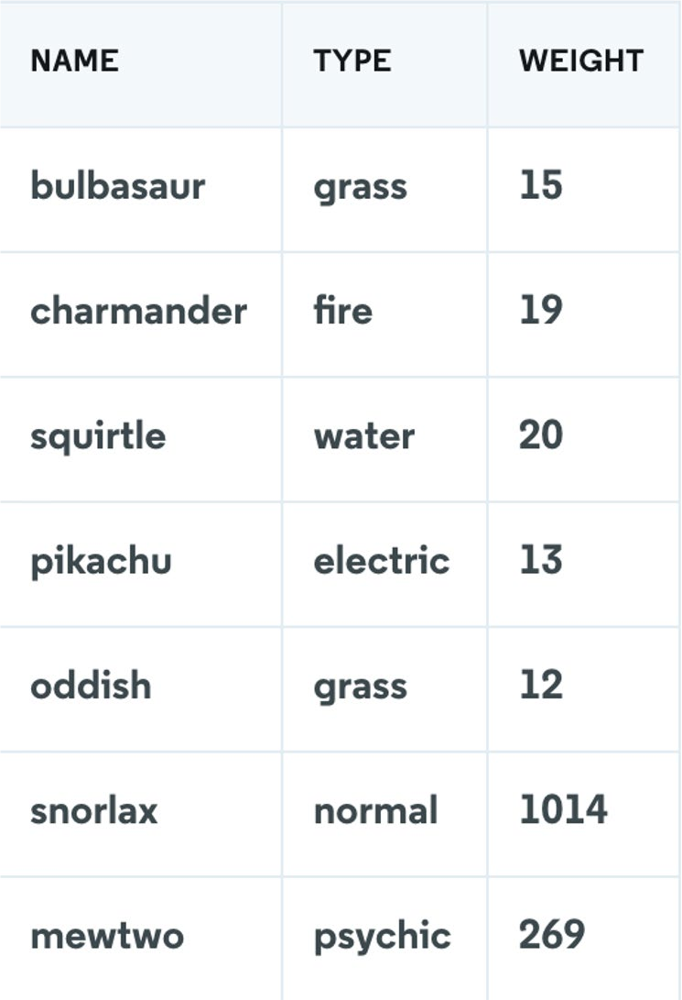 NAME TYPE WEIGHT
bulbasaur grass 15
charmander fire 19
squirtle water 20
pikachu electric 13
oddish grass 12
snorlax normal 1014
mewtwo psychic 269